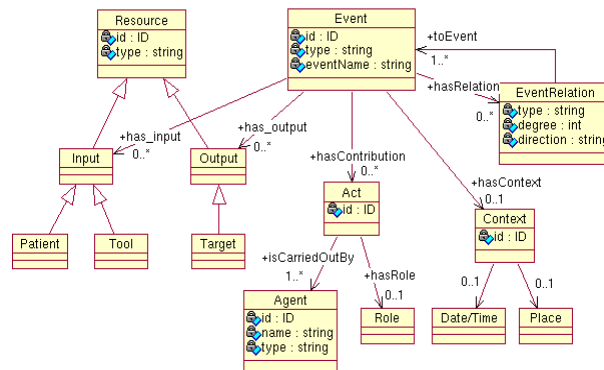 Resource
id : ID
type : string
Event
id : ID
type : string
eventName : string
+toEvent
1..*
+hasRelation
0..*
EventRelation
type : string
degree : int
direction : string
+has_input
0..*
+has_output
0..*
Input
Output
+hasContribution
0..*
+hasContext
0..1
Act
id : ID
Context
id : ID
Patient
Tool
Target
+isCarriedOutBy
1..*
+hasRole
0..1
0..1
0..1
Agent
id : ID
name : string
type : string
Role
Date/Time
Place